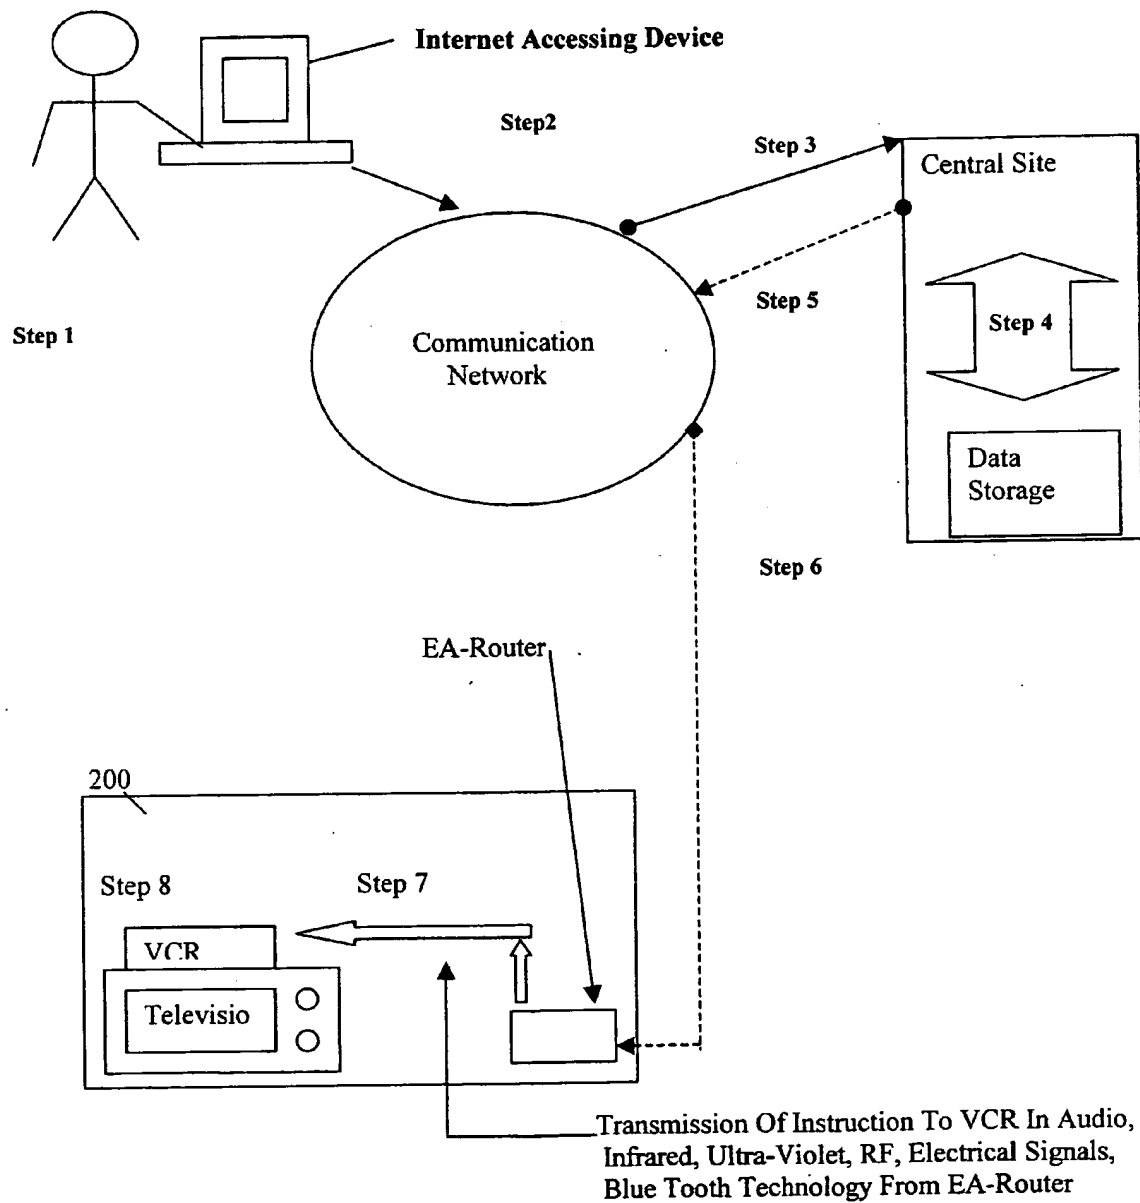 Internet Accessing Device
Step2
Step 3
Central Site
Step 5
Step 4
Step 1
Communication
Network
Data
Storage
Step 6
EA-Router
200
Step 8
Step 7
VCR
Televisio
Transmission Of Instruction To VCR In Audio,
Infrared, Ultra-Violet, RF, Electrical Signals,
Blue Tooth Technology From EA-Router